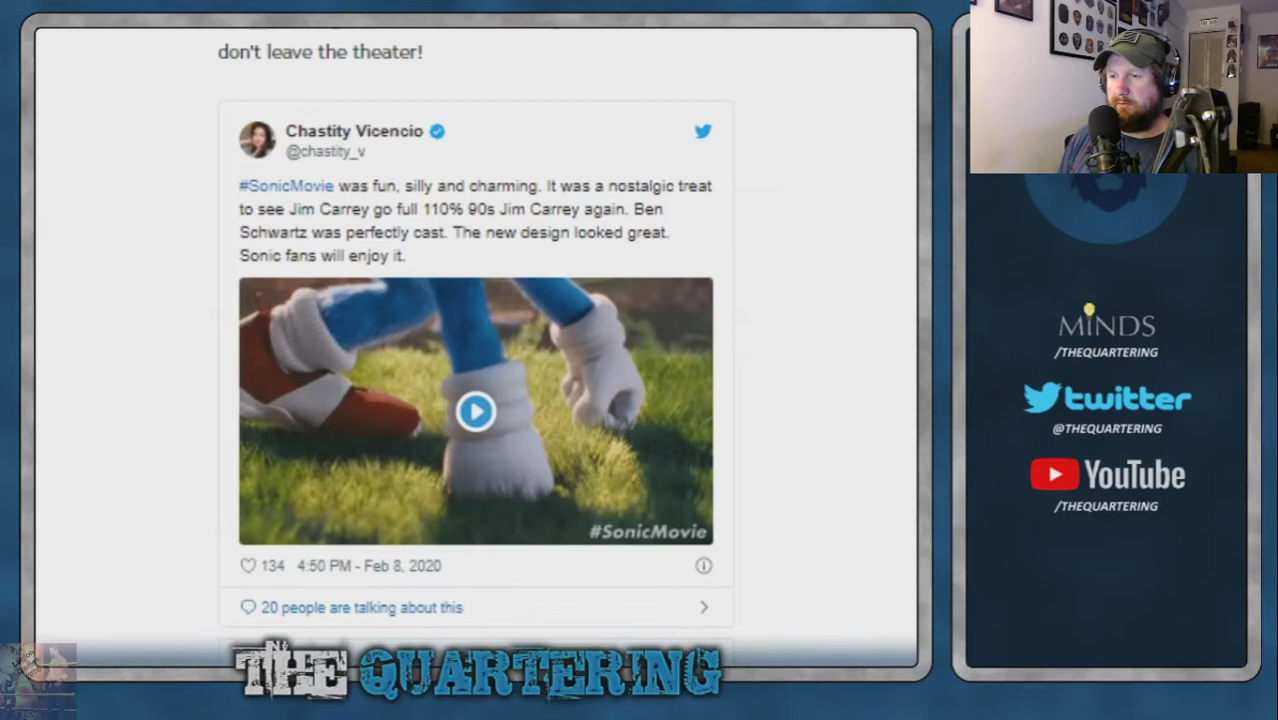 don't leave the theater!
Chastity Vicencio
@chastity_v
#SonicMovie was fun, silly and charming. It was a nostalgic treat
to see Jim Carrey go full 110% 90s Jim Carrey again. Ben
Schwartz was perfectly cast. The new design looked great.
Sonic fans will enjoy it.
#SonicMovie
134 4:50 PM - Feb 8, 2020
20 people are talking about this
THE QUARTERING
MINDS
/THEQUARTERING
twitter
@THEQUARTERING
YouTube
/THEQUARTERING